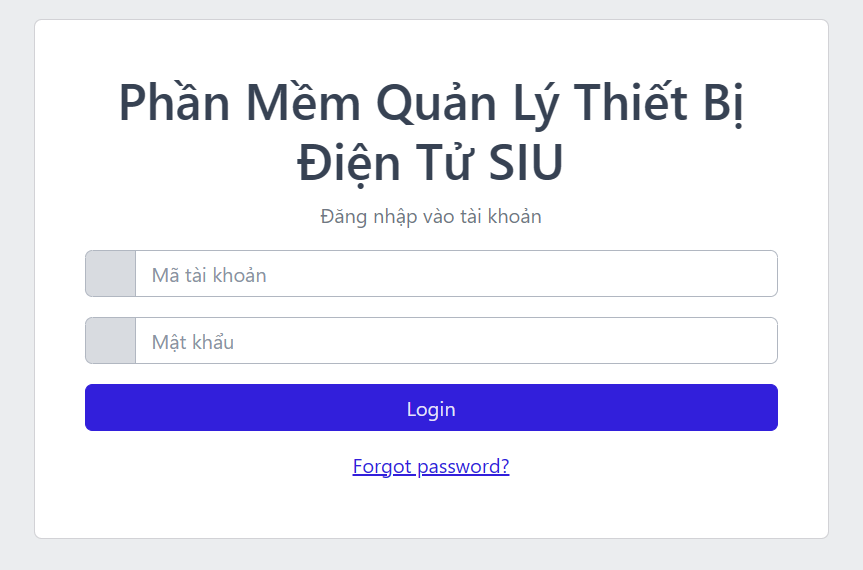 Phần Mềm Quản Lý Thiết Bị
Điện Tử SIU
Đăng nhập vào tài khoản
Mã tài khoản
Mật khẩu
Login
Forgot password?